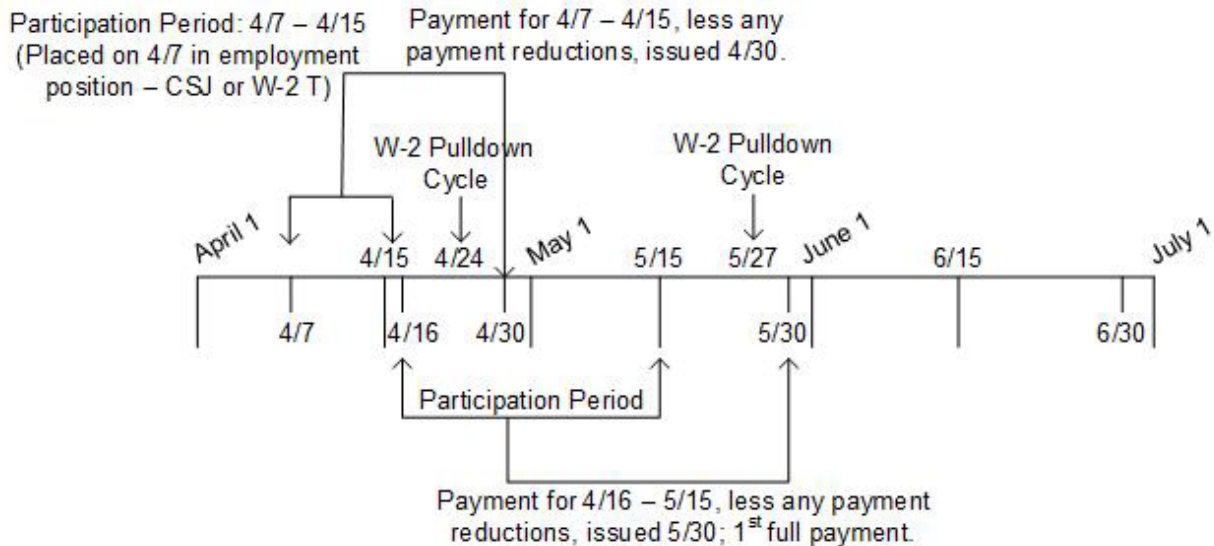 Participation Period: 4/7 – 4/15
(Placed on 4/7 in employment
position – CSJ or W-2 T)
Payment for 4/7 – 4/15, less any
payment reductions, issued 4/30.
W-2 Pulldown
Cycle
W-2 Pulldown
Cycle
April 1
4/15
4/24
May 1
5/15
5/27
June 1
6/15
July 1
4/7
4/16
4/30
5/30
6/30
Participation Period
Payment for 4/16 – 5/15, less any payment
reductions, issued 5/30; 1st full payment.